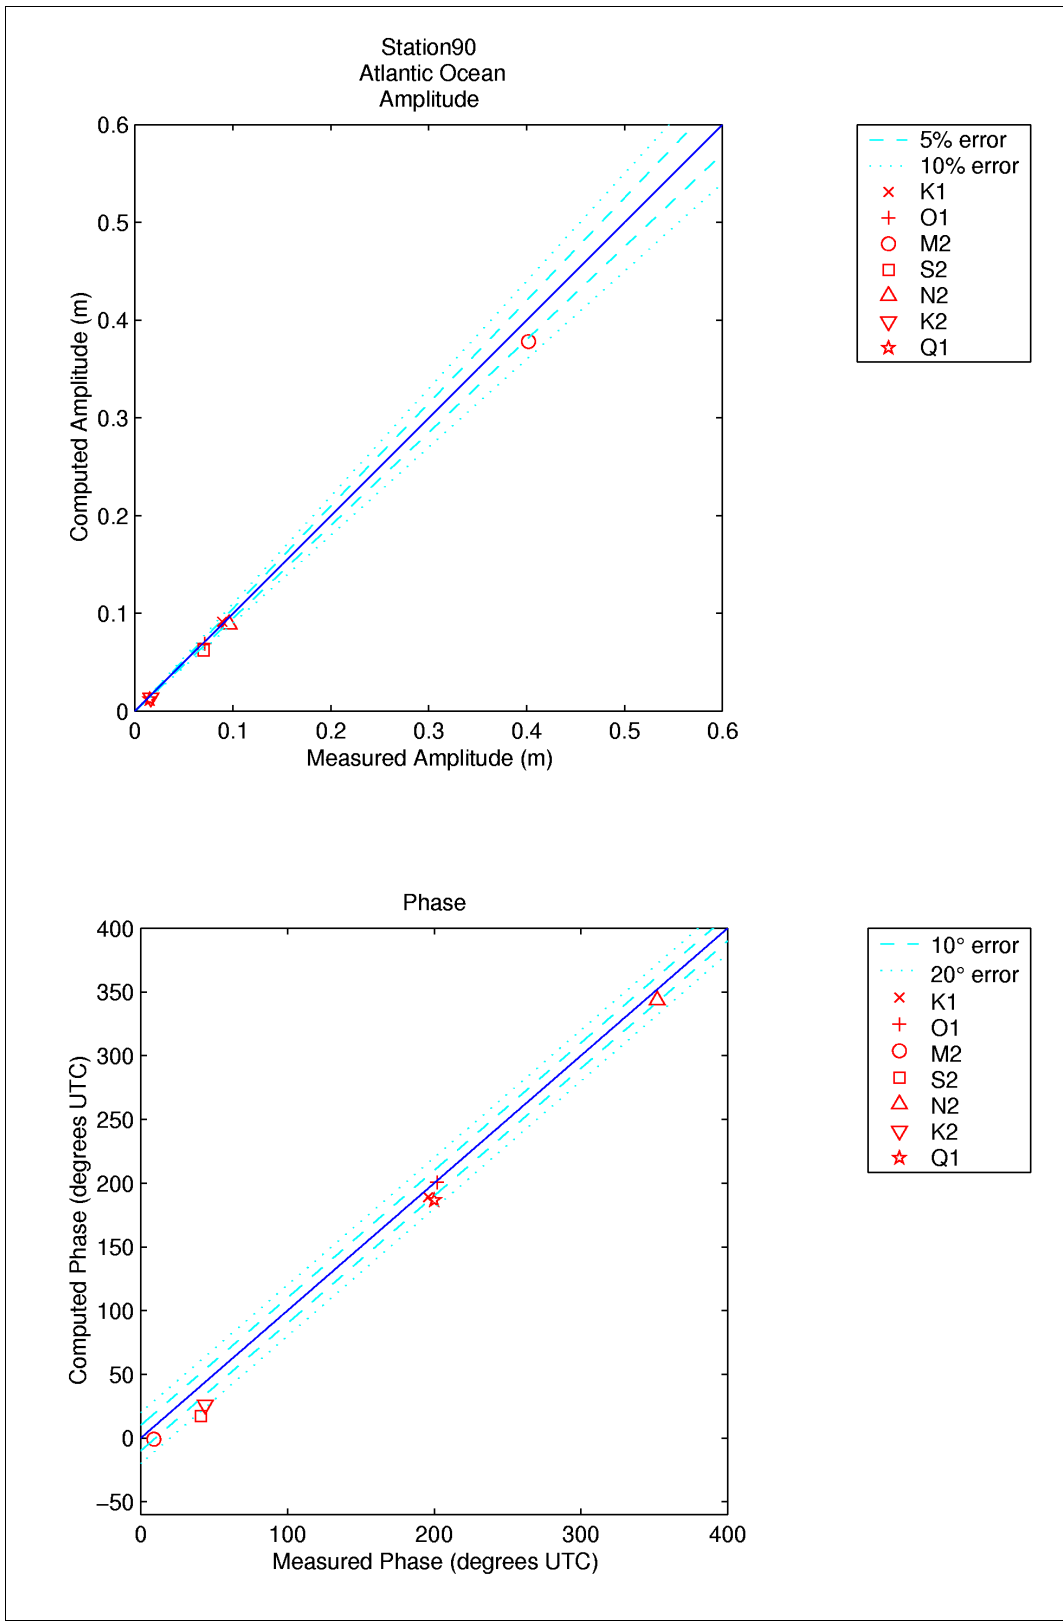 Station90
Atlantic Ocean
Amplitude
0.6
0.5
0.4
0.3
0.2
0.1
0
0 0.1 0.2 0.3 0.4 0.5 0.6
Computed Amplitude (m)
Measured Amplitude (m)
5% error
10% error
K1
O1
M2
S2
N2
K2
Q1
Phase
400
350
300
250
200
150
100
50
0
−50
0 100 200 300 400
Computed Phase (degrees UTC)
Measured Phase (degrees UTC)
10° error
20° error
K1
O1
M2
S2
N2
K2
Q1